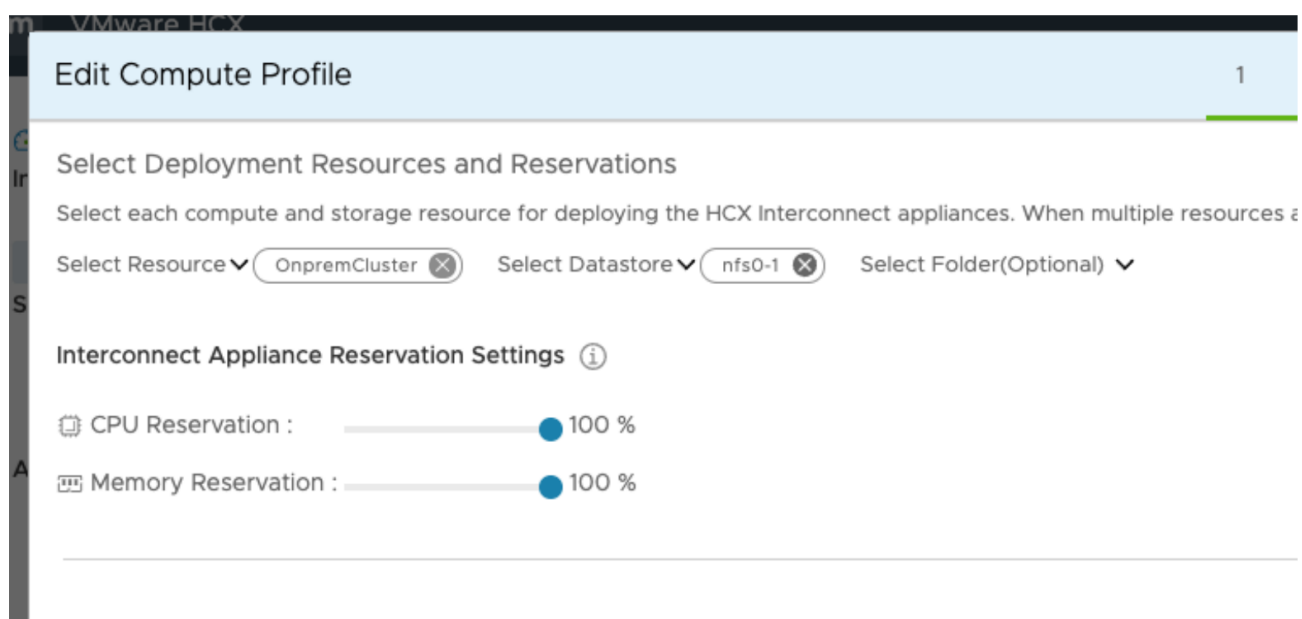 VMware HCX
Edit Compute Profile 1
Select Deployment Resources and Reservations
Select each compute and storage resource for deploying the HCX Interconnect appliances. When multiple resources
Select Resource OnpremCluster Select Datastore nfs0-1 Select Folder(Optional)
Interconnect Appliance Reservation Settings
CPU Reservation : 100 %
Memory Reservation : 100 %